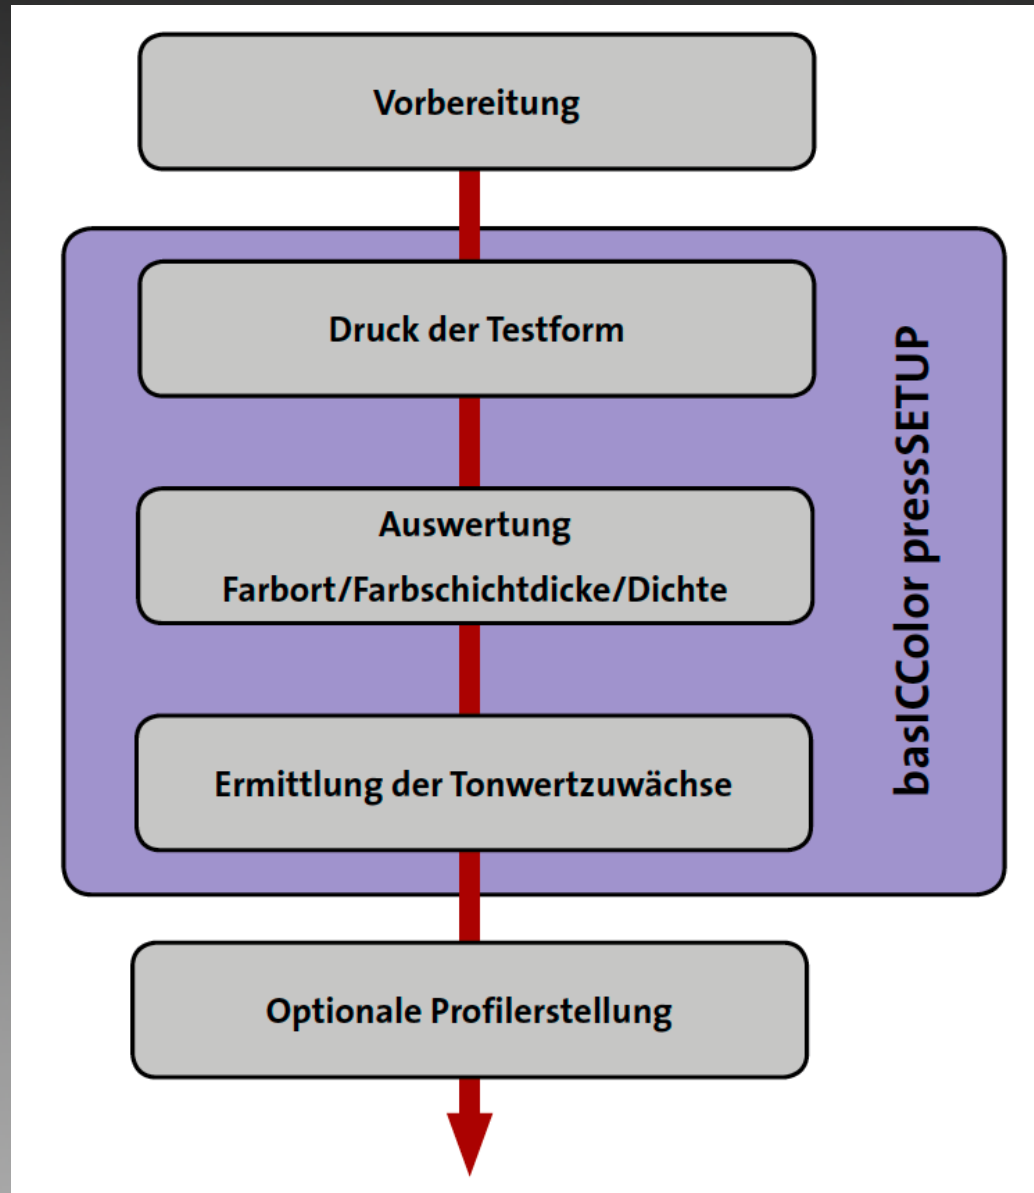 Vorbereitung
Druck der Testform
Auswertung
Farbort/Farbschichtdicke/Dichte
Ermittlung der Tonwertzuwächse
basICColor pressSETUP
Optionale Profilerstellung